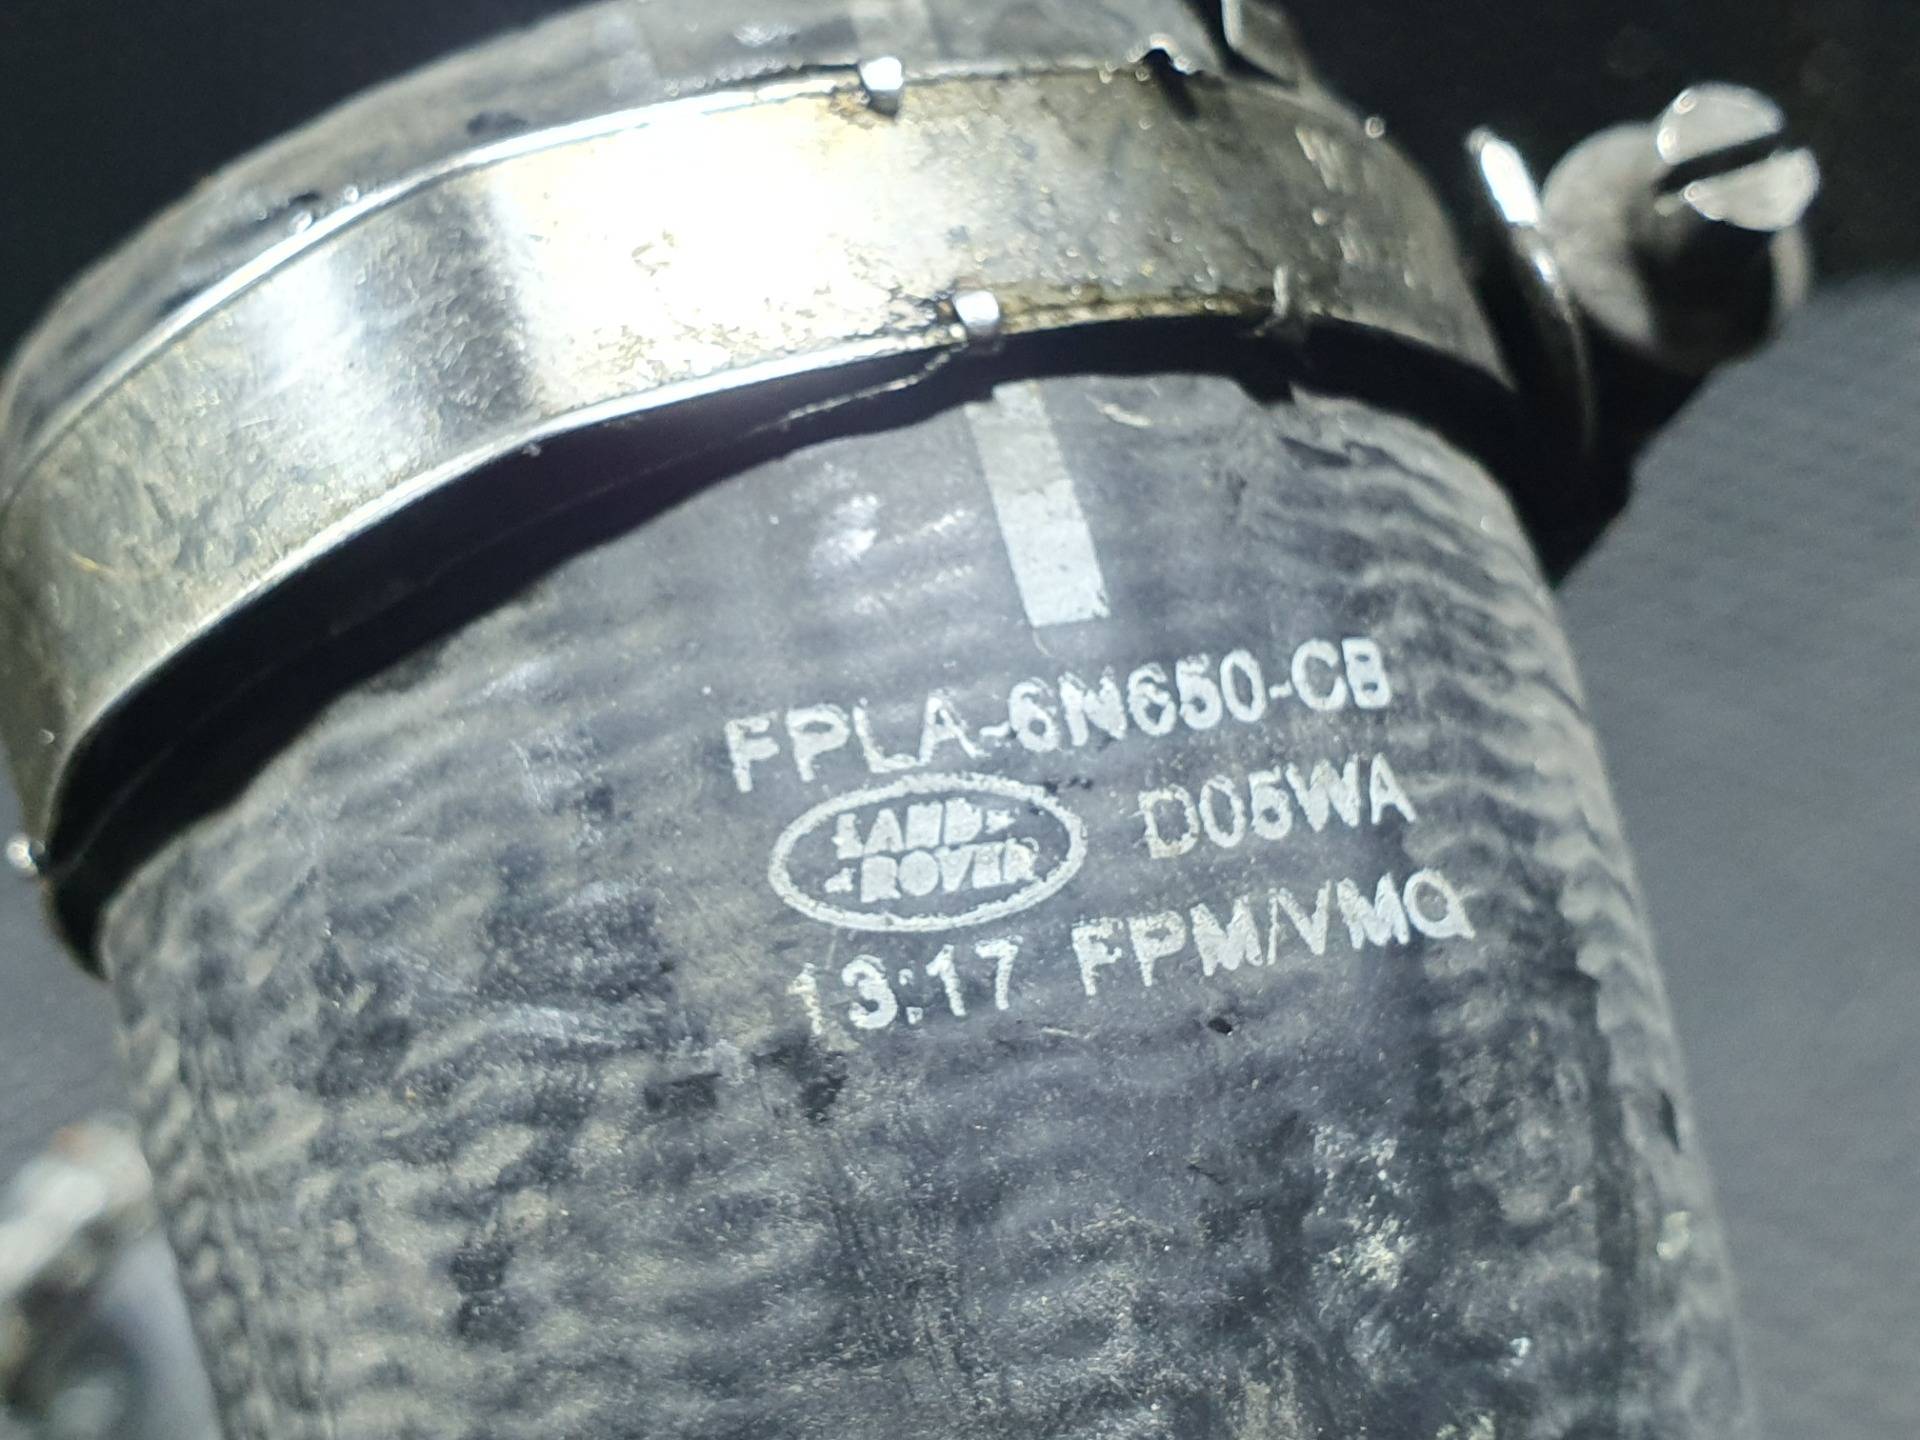 FPLA-6N650-CB
LAND-
-ROVER D05WA
13:17 FPM/VMQ